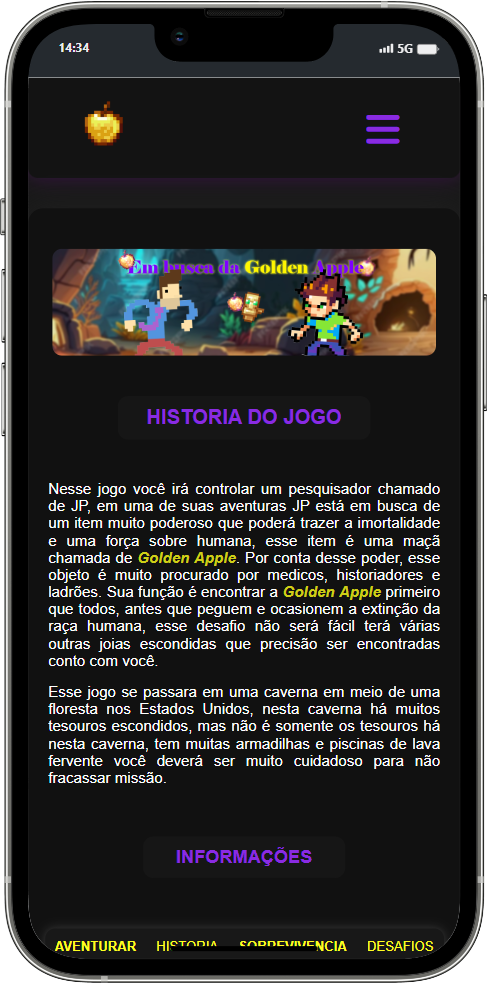 14:34
5G
Em busca da Golden Apple
HISTORIA DO JOGO
Nesse jogo você irá controlar um pesquisador chamado
de JP, em uma de suas aventuras JP está em busca de
um item muito poderoso que poderá trazer a imortalidade
e uma força sobre humana, esse item é uma maçã
chamada de Golden Apple. Por conta desse poder, esse
objeto é muito procurado por medicos, historiadores e
ladrões. Sua função é encontrar a Golden Apple primeiro
que todos, antes que peguem e ocasionem a extinção da
raça humana, esse desafio não será fácil terá várias
outras joias escondidas que precisão ser encontradas
conto com você.
Esse jogo se passara em uma caverna em meio de uma
floresta nos Estados Unidos, nesta caverna há muitos
tesouros escondidos, mas não é somente os tesouros há
nesta caverna, tem muitas armadilhas e piscinas de lava
fervente você deverá ser muito cuidadoso para não
fracassar missão.
INFORMAÇÕES
AVENTURAR HISTORIA SOBREVIVENCIA DESAFIOS